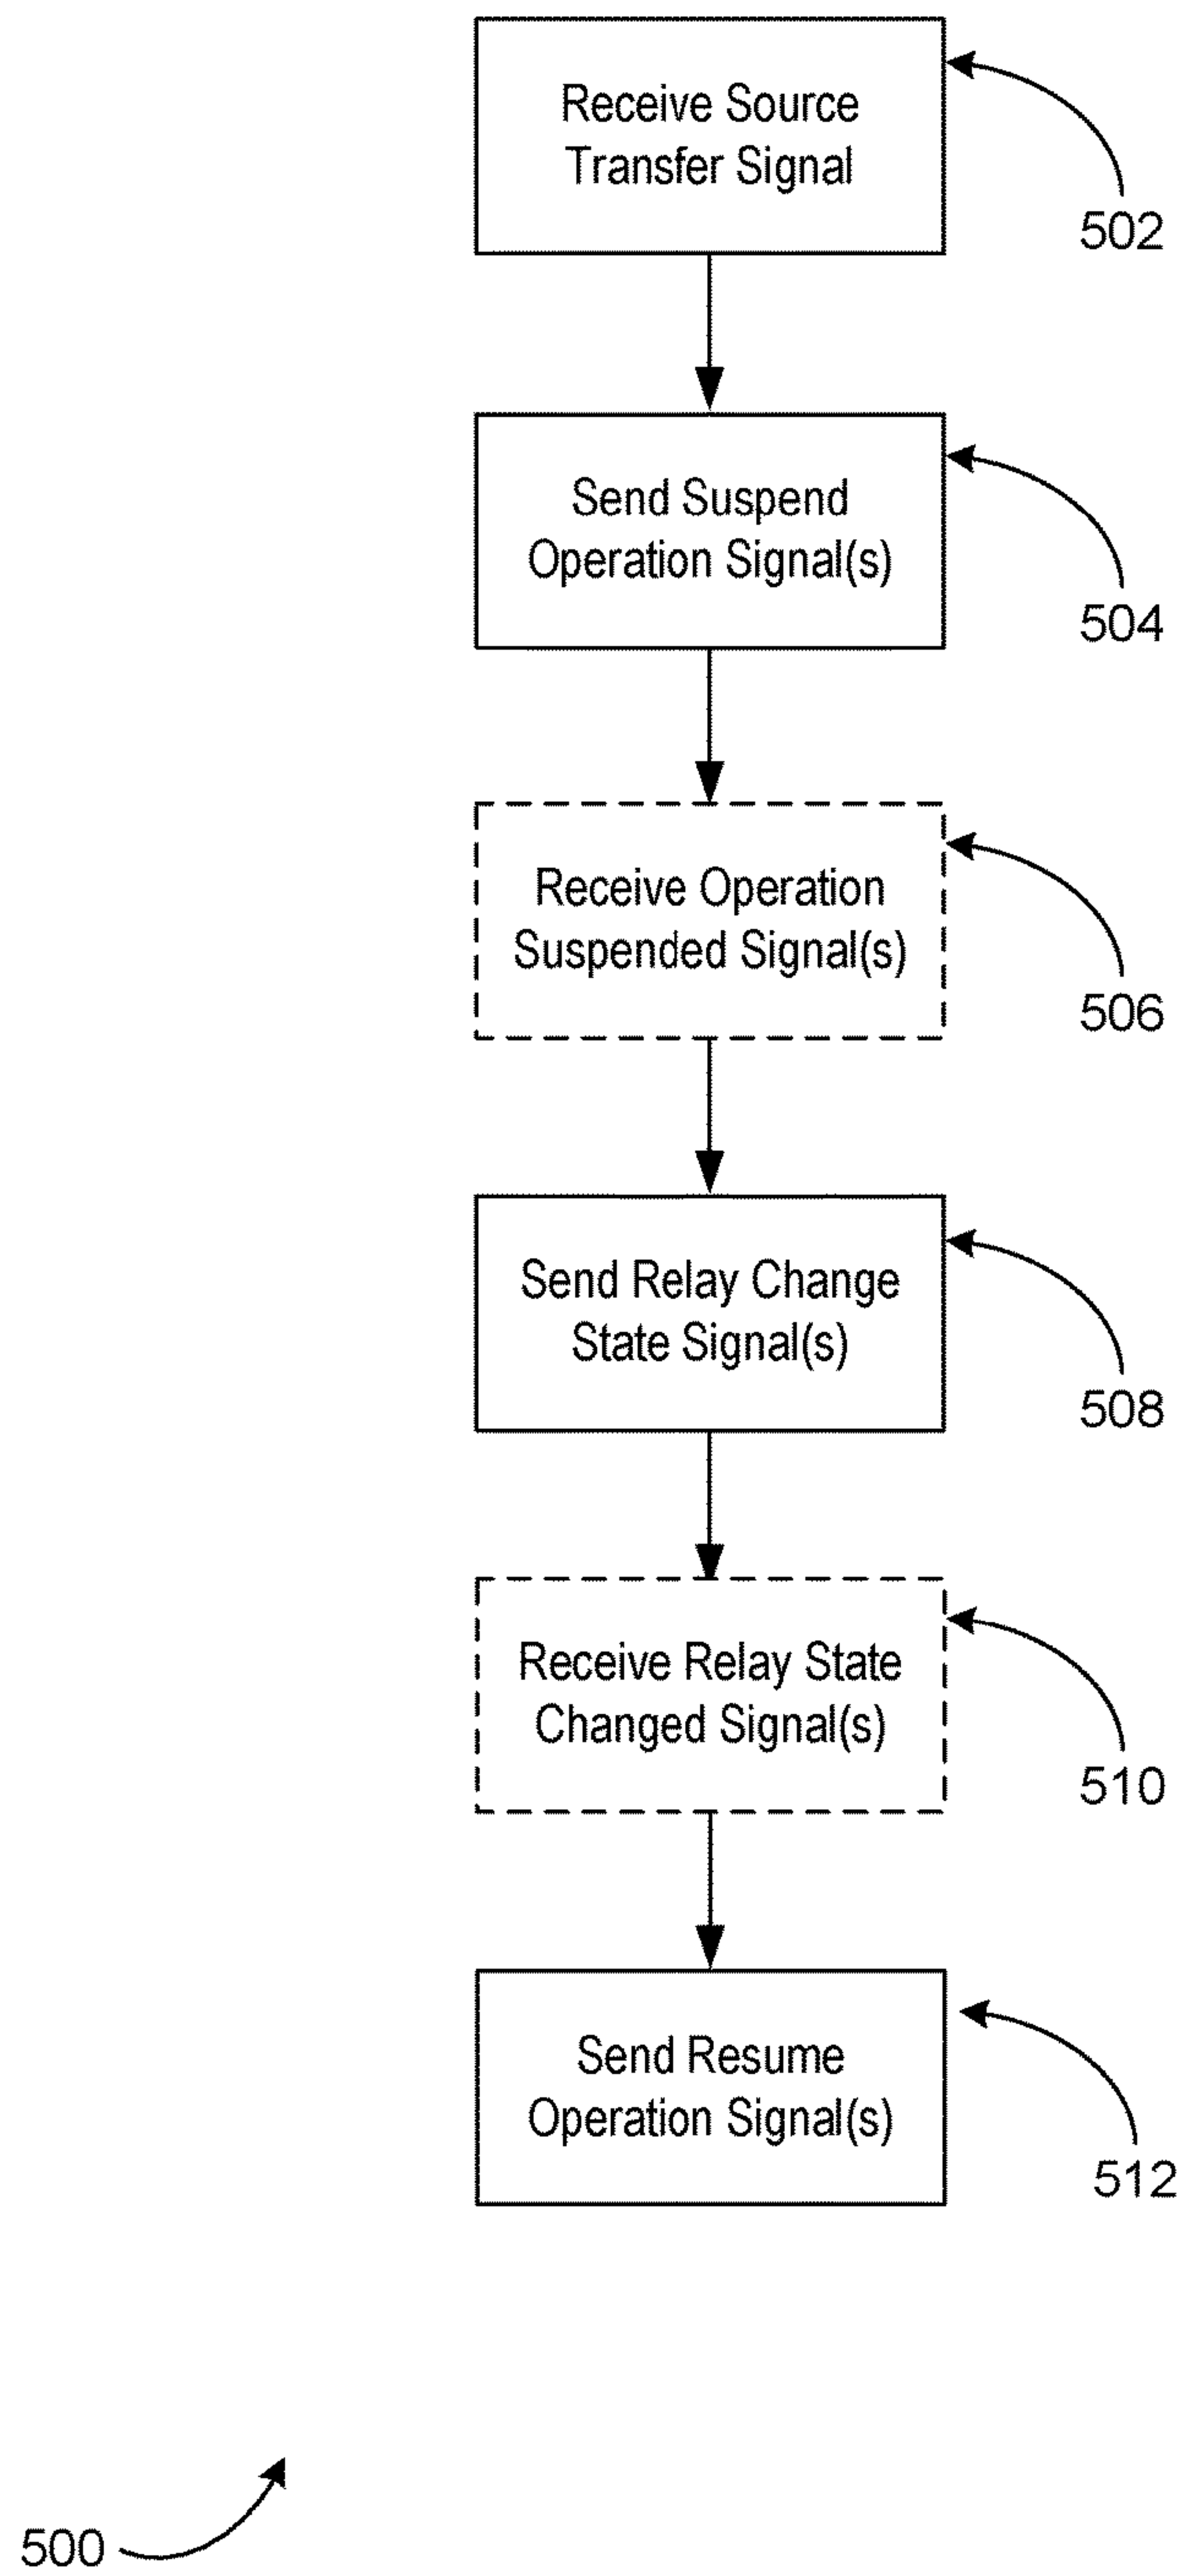 Receive Source
Transfer Signal
502
Send Suspend
Operation Signal(s)
504
Receive Operation
Suspended Signal(s)
506
Send Relay Change
State Signal(s)
508
Receive Relay State
Changed Signal(s)
510
Send Resume
Operation Signal(s)
512
500